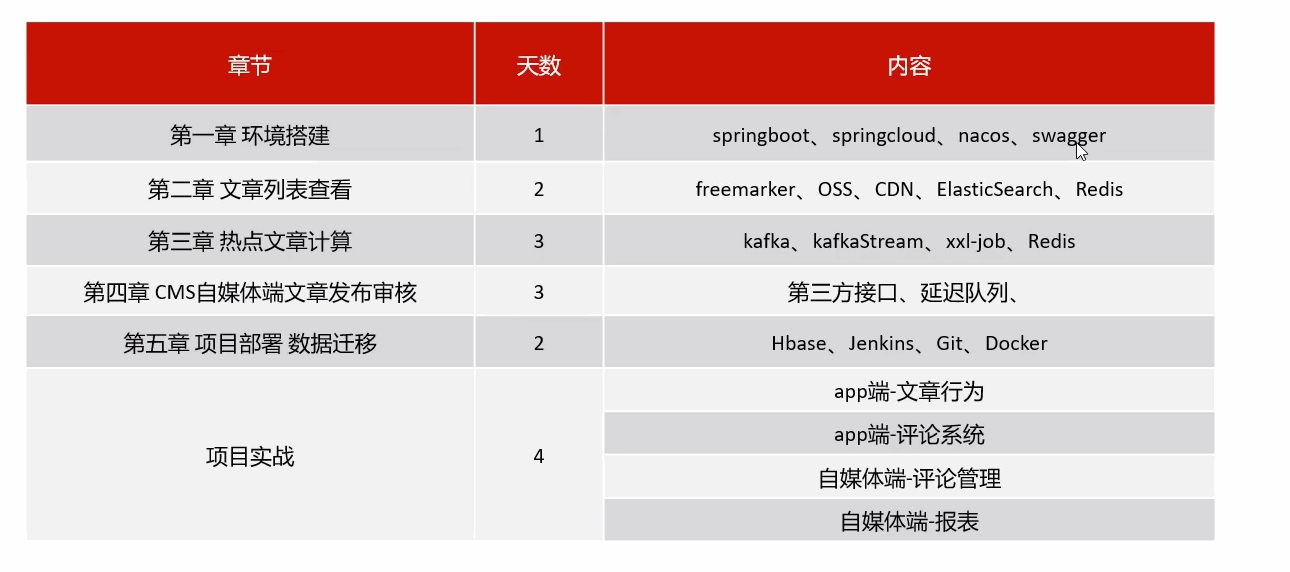 章节 天数 内容
第一章 环境搭建 1 springboot、springcloud、nacos、swagger
第二章 文章列表查看 2 freemarker、OSS、CDN、ElasticSearch、Redis
第三章 热点文章计算 3 kafka、kafkaStream、xxl-job、Redis
第四章 CMS自媒体端文章发布审核 3 第三方接口、延迟队列、
第五章 项目部署 数据迁移 2 Hbase、Jenkins、Git、Docker
项目实战 4 app端-文章行为
app端-评论系统
自媒体端-评论管理
自媒体端-报表